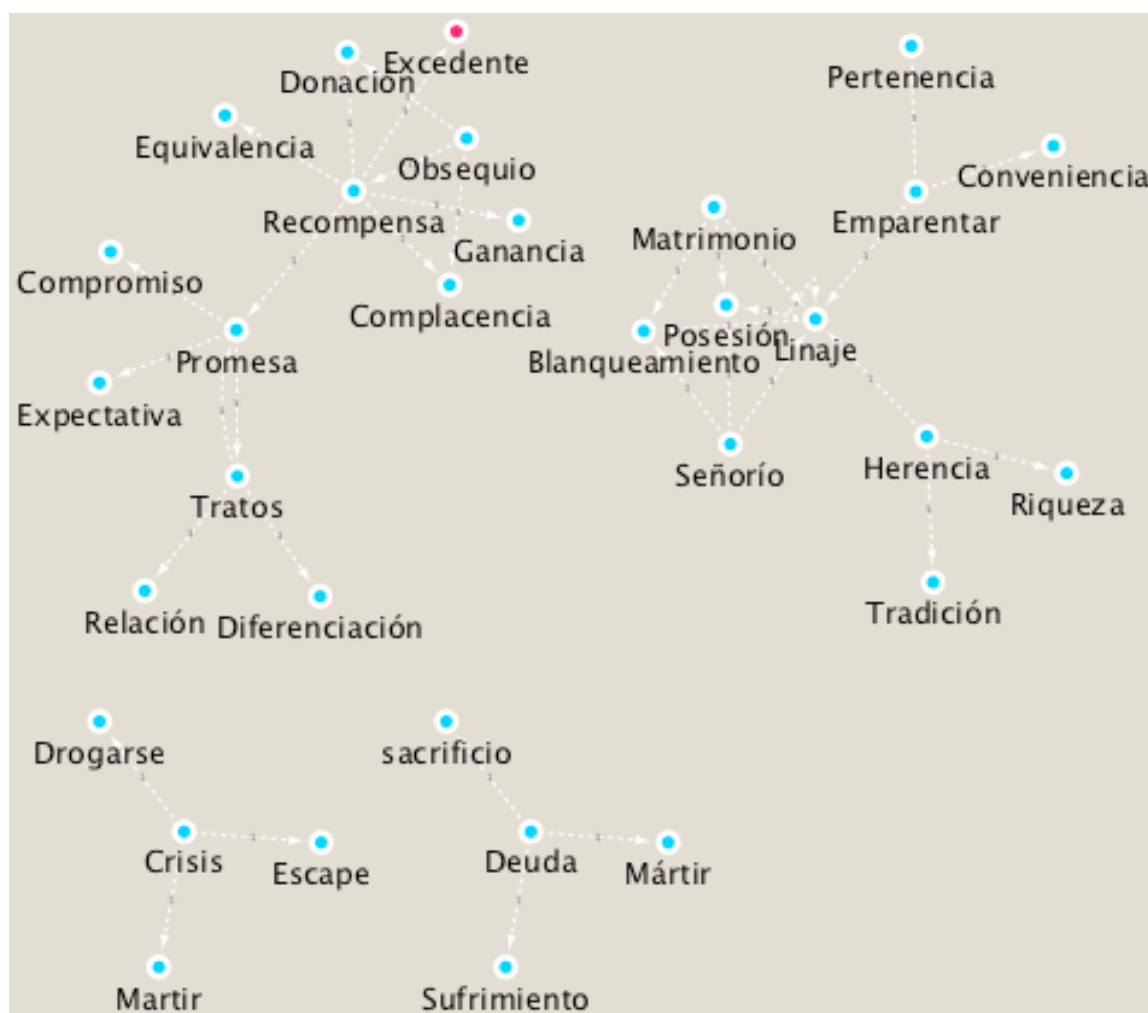 Excedente
Donación
Pertenencia
Equivalencia
Obsequio
Conveniencia
Recompensa
Ganancia
Matrimonio
Emparentar
Compromiso
Complacencia
Promesa
Posesión
Linaje
Blanqueamiento
Expectativa
Señorío
Herencia
Tratos
Riqueza
Relación
Diferenciación
Tradición
Drogarse
sacrificio
Crisis
Escape
Deuda
Mártir
Martir
Sufrimiento